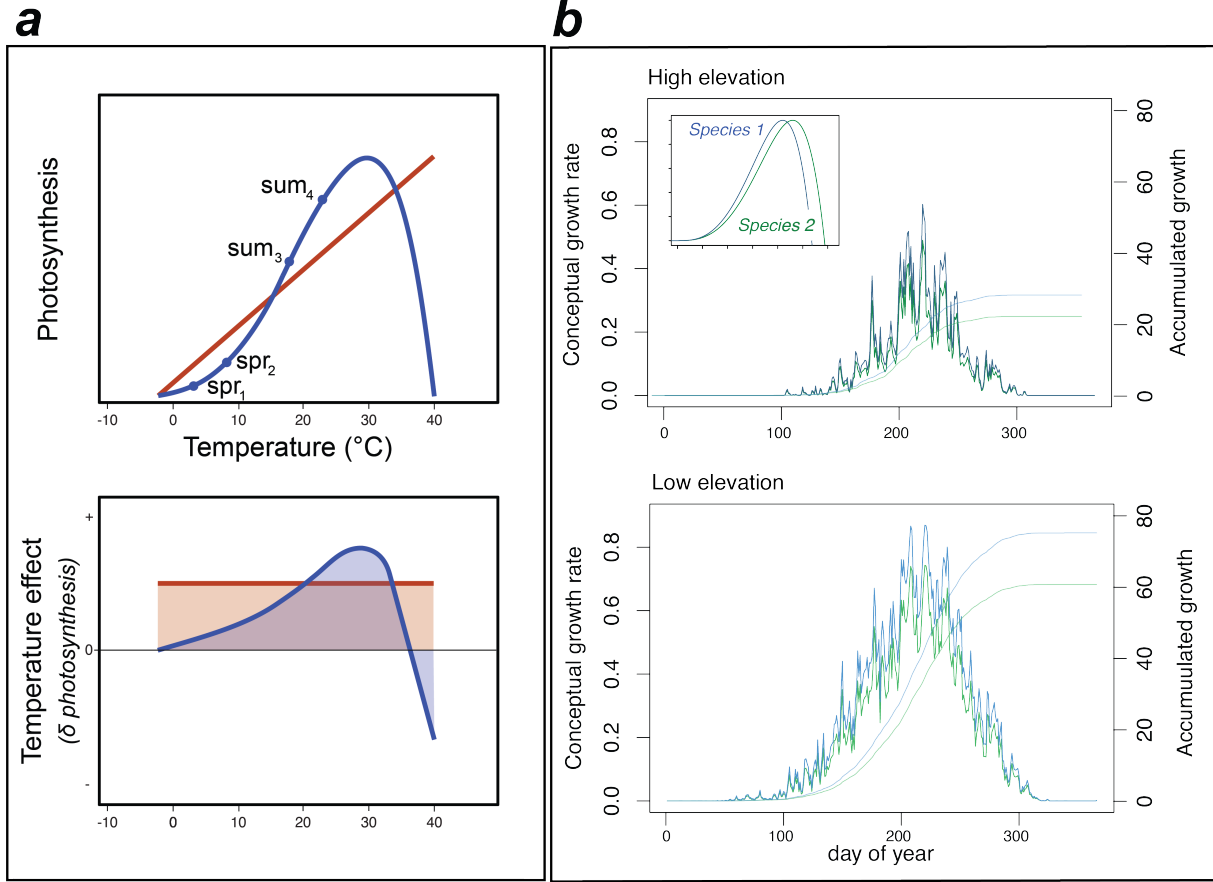 a
Photosynthesis
sum4
sum3
spr2
spr1
-10 0 10 20 30 40
Temperature (°C)
Temperature effect
(δ photosynthesis)
+
0
-
-10 0 10 20 30 40
b
High elevation
Conceptual growth rate
0.0 0.2 0.4 0.6 0.8
Species 1
Species 2
0 20 40 60 80
Accumulated growth
0 100 200 300
Low elevation
Conceptual growth rate
0.0 0.2 0.4 0.6 0.8
0 20 40 60 80
Accumulated growth
0 100 200 300
day of year